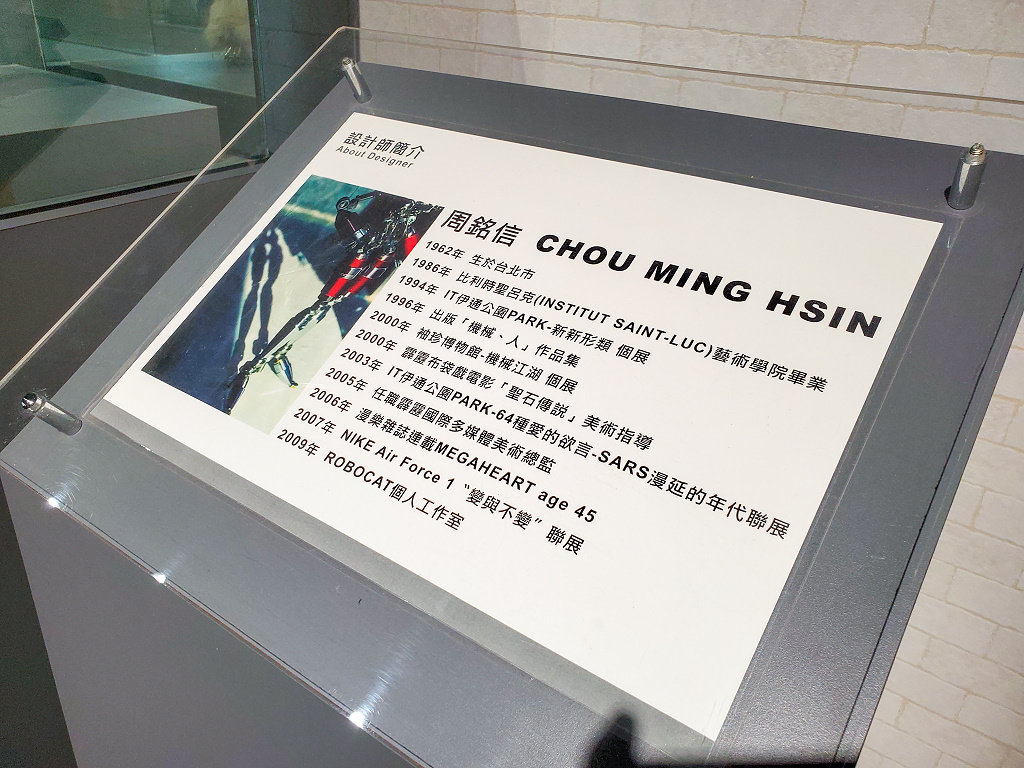 設計師簡介
About Designer
周銘信 CHOU MING HSIN
1962年 生於台北市
1986年 比利時聖呂克(INSTITUT SAINT-LUC)藝術學院畢業
1994年 IT伊通公園PARK-新新形類 個展
1996年 出版「機械、人」作品集
2000年 袖珍博物館-機械江湖 個展
2000年 霹靂布袋戲電影「聖石傳説」美術指導
2003年 IT伊通公園PARK-64種愛的欲言-SARS漫延的年代聯展
2005年 任職霹靂國際多媒體美術總監
2006年 漫樂雜誌連載MEGAHEART age 45
2007年 NIKE Air Force 1〝變與不變〞聯展
2009年 ROBOCAT個人工作室